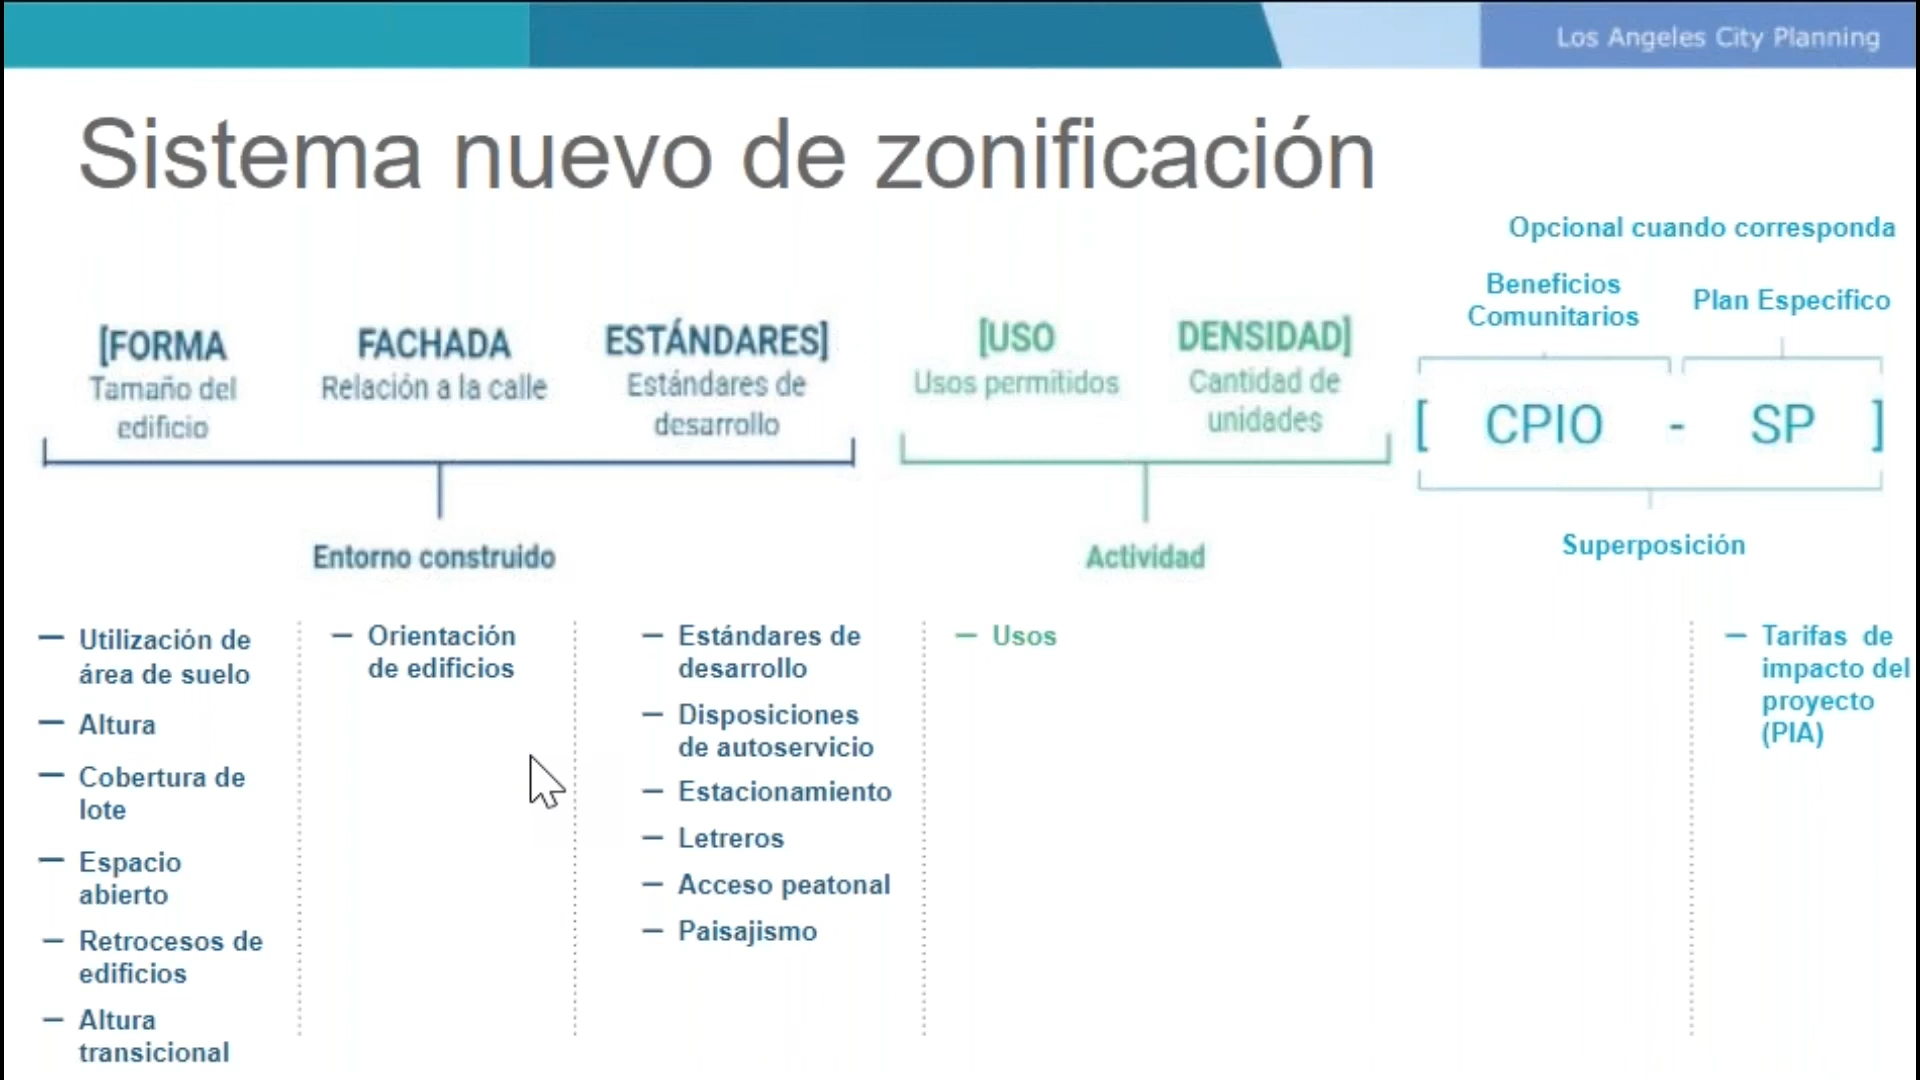 Los Angeles City Planning
Sistema nuevo de zonificación
Opcional cuando corresponda
Beneficios
Comunitarios
Plan Especifico
[FORMA
Tamaño del
edificio
FACHADA
Relación a la calle
ESTÁNDARES]
Estándares de
desarrollo
[USO
Usos permitidos
DENSIDAD]
Cantidad de
unidades
[ CPIO - SP ]
Entorno construido
Actividad
Superposición
— Utilización de
área de suelo
— Altura
— Cobertura de
lote
— Espacio
abierto
— Retrocesos de
edificios
— Altura
transicional
— Orientación
de edificios
— Estándares de
desarrollo
— Disposiciones
de autoservicio
— Estacionamiento
— Letreros
— Acceso peatonal
— Paisajismo
— Usos
— Tarifas de
impacto del
proyecto
(PIA)